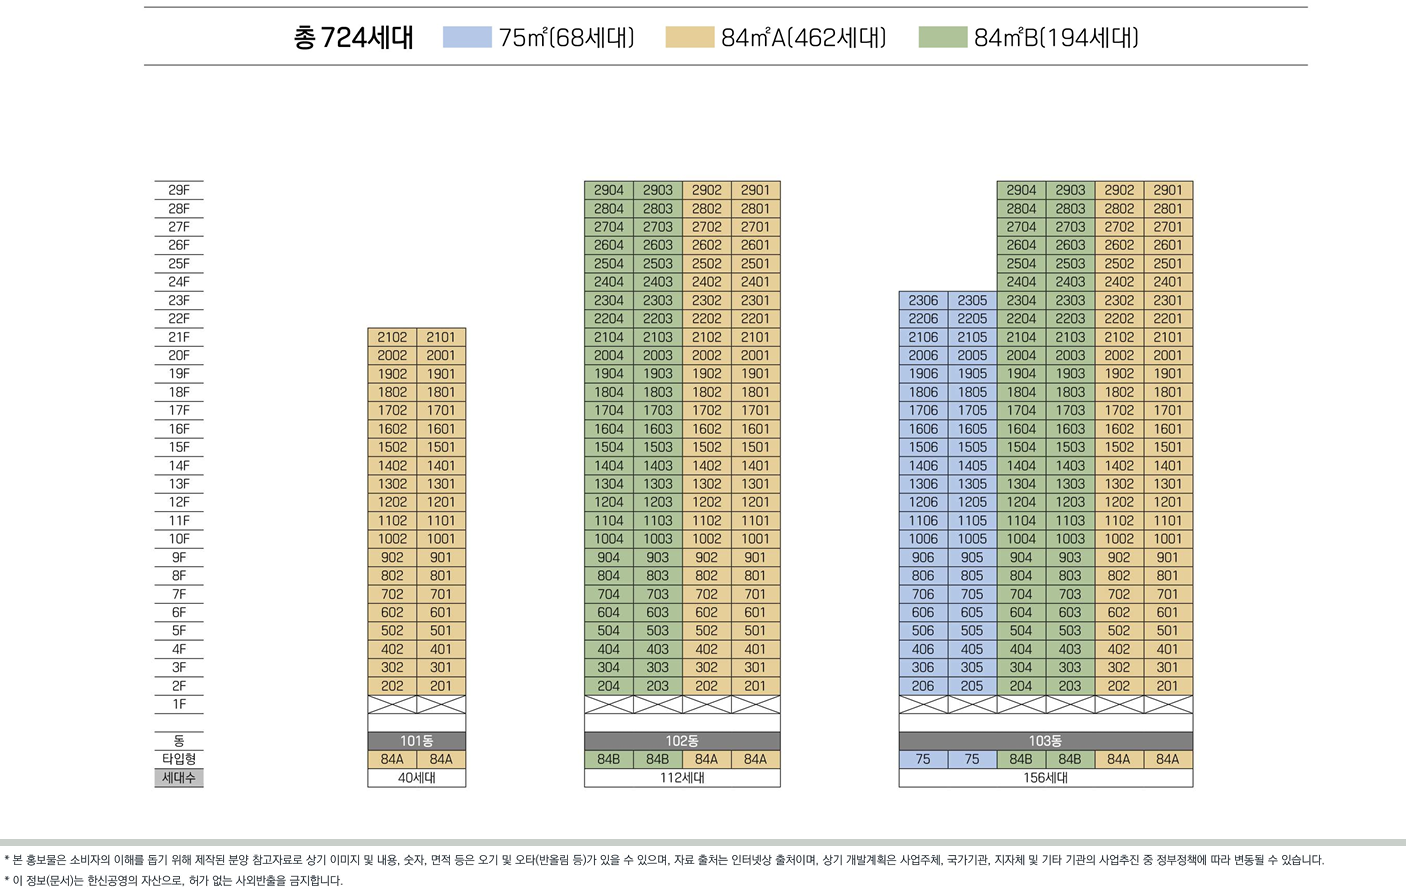 총 724세대 75㎡(68세대) 84㎡A(462세대) 84㎡B(194세대)
29F 2904 2903 2902 2901 2904 2903 2902 2901
28F 2804 2803 2802 2801 2804 2803 2802 2801
27F 2704 2703 2702 2701 2704 2703 2702 2701
26F 2604 2603 2602 2601 2604 2603 2602 2601
25F 2504 2503 2502 2501 2504 2503 2502 2501
24F 2404 2403 2402 2401 2404 2403 2402 2401
23F 2304 2303 2302 2301 2306 2305 2304 2303 2302 2301
22F 2204 2203 2202 2201 2206 2205 2204 2203 2202 2201
21F 2102 2101 2104 2103 2102 2101 2106 2105 2104 2103 2102 2101
20F 2002 2001 2004 2003 2002 2001 2006 2005 2004 2003 2002 2001
19F 1902 1901 1904 1903 1902 1901 1906 1905 1904 1903 1902 1901
18F 1802 1801 1804 1803 1802 1801 1806 1805 1804 1803 1802 1801
17F 1702 1701 1704 1703 1702 1701 1706 1705 1704 1703 1702 1701
16F 1602 1601 1604 1603 1602 1601 1606 1605 1604 1603 1602 1601
15F 1502 1501 1504 1503 1502 1501 1506 1505 1504 1503 1502 1501
14F 1402 1401 1404 1403 1402 1401 1406 1405 1404 1403 1402 1401
13F 1302 1301 1304 1303 1302 1301 1306 1305 1304 1303 1302 1301
12F 1202 1201 1204 1203 1202 1201 1206 1205 1204 1203 1202 1201
11F 1102 1101 1104 1103 1102 1101 1106 1105 1104 1103 1102 1101
10F 1002 1001 1004 1003 1002 1001 1006 1005 1004 1003 1002 1001
9F 902 901 904 903 902 901 906 905 904 903 902 901
8F 802 801 804 803 802 801 806 805 804 803 802 801
7F 702 701 704 703 702 701 706 705 704 703 702 701
6F 602 601 604 603 602 601 606 605 604 603 602 601
5F 502 501 504 503 502 501 506 505 504 503 502 501
4F 402 401 404 403 402 401 406 405 404 403 402 401
3F 302 301 304 303 302 301 306 305 304 303 302 301
2F 202 201 204 203 202 201 206 205 204 203 202 201
1F
동 101동 102동 103동
타입형 84A 84A 84B 84B 84A 84A 75 75 84B 84B 84A 84A
세대수 40세대 112세대 156세대
* 본 홍보물은 소비자의 이해를 돕기 위해 제작된 분양 참고자료로 상기 이미지 및 내용, 숫자, 면적 등은 오기 및 오타(반올림 등)가 있을 수 있으며, 자료 출처는 인터넷상 출처이며, 상기 개발계획은 사업주체, 국가기관, 지자체 및 기타 기관의 사업추진 중 정부정책에 따라 변동될 수 있습니다.
* 이 정보(문서)는 한신공영의 자산으로, 허가 없는 사외반출을 금지합니다.